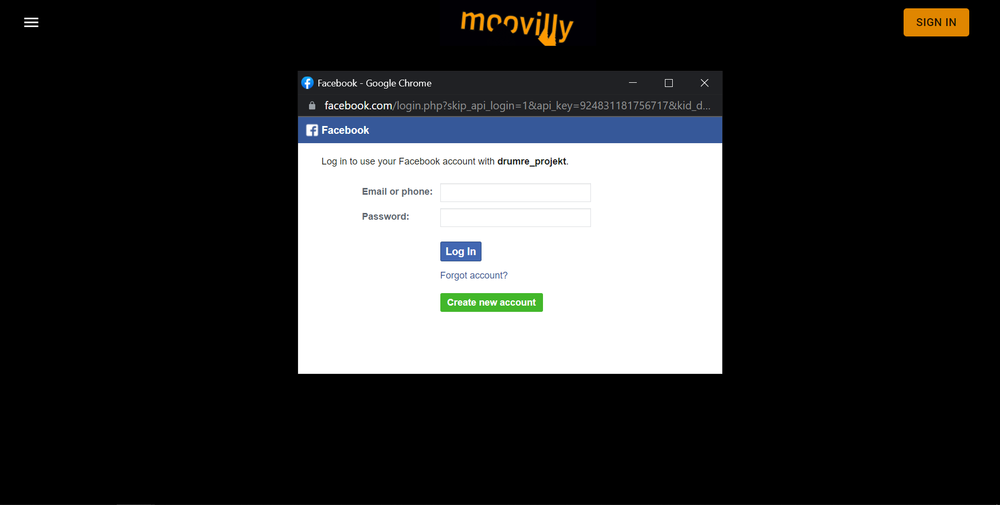 moovilly
SIGN IN
Facebook - Google Chrome
facebook.com/login.php?skip_api_login=1&api_key=924831181756717&kid_d...
Facebook
Log in to use your Facebook account with drumre_projekt.
Email or phone:
Password:
Log In
Forgot account?
Create new account